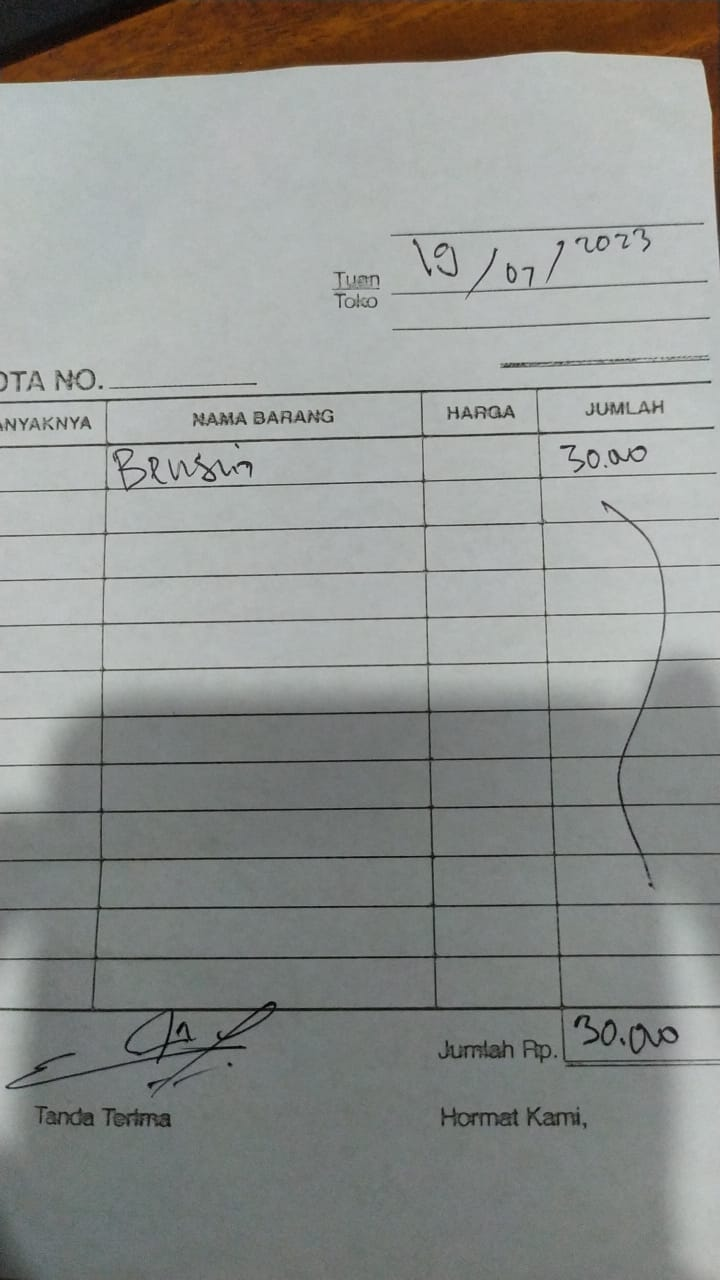 19/07/2023
Tuan
Toko
OTA NO.
ANYAKNYA NAMA BARANG HARGA JUMLAH
Bensin 30.000
Jumlah Rp. 30.000
Tanda Terima Hormat Kami,